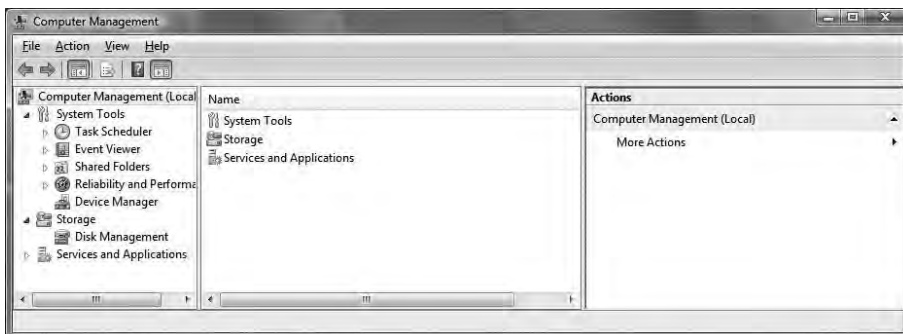 Computer Management
File Action View Help
Computer Management (Local
System Tools
Task Scheduler
Event Viewer
Shared Folders
Reliability and Performa
Device Manager
Storage
Disk Management
Services and Applications
Name
System Tools
Storage
Services and Applications
Actions
Computer Management (Local)
More Actions